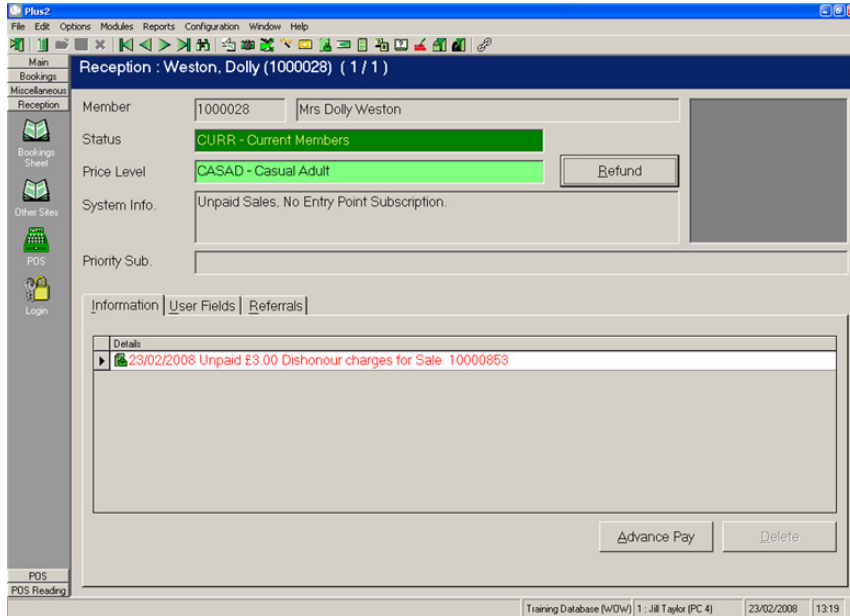 Plus2
File Edit Options Modules Reports Configuration Window Help
Main
Bookings
Miscellaneous
Reception
Bookings
Sheet
Other Sites
POS
Login
POS
POS Reading
Reception : Weston, Dolly (1000028) ( 1 / 1 )
Member 1000028 Mrs Dolly Weston
Status CURR - Current Members
Price Level CASAD - Casual Adult Refund
System Info. Unpaid Sales, No Entry Point Subscription.
Priority Sub.
Information User Fields Referrals
Details
23/02/2008 Unpaid £3.00 Dishonour charges for Sale 10000853
Advance Pay Delete
Training Database (WOW) 1 : Jill Taylor (PC 4) 23/02/2008 13:19